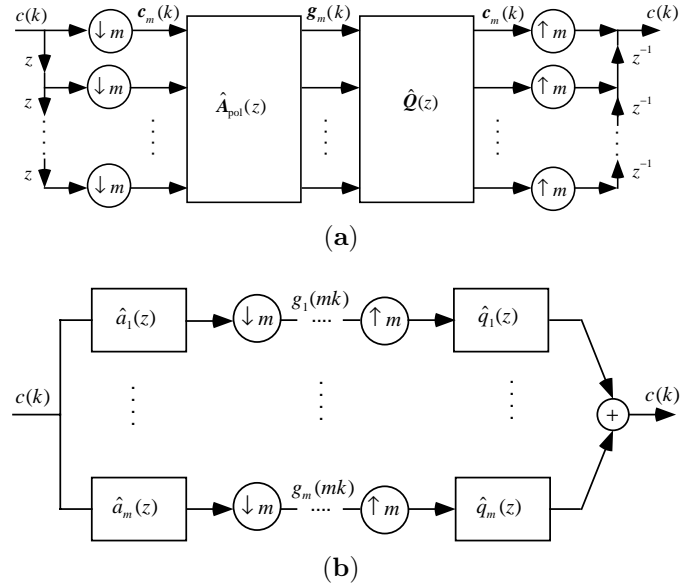 c(k) ↓ m c_m(k) g_m(k) c_m(k) ↑ m c(k)
z z^{-1}
↓ m Â_pol(z) Q̂(z) ↑ m
z z^{-1}
z ↓ m ↑ m z^{-1}
(a)
â_1(z) ↓ m g_1(mk) ↑ m q̂_1(z)
c(k) + c(k)
â_m(z) ↓ m g_m(mk) ↑ m q̂_m(z)
(b)